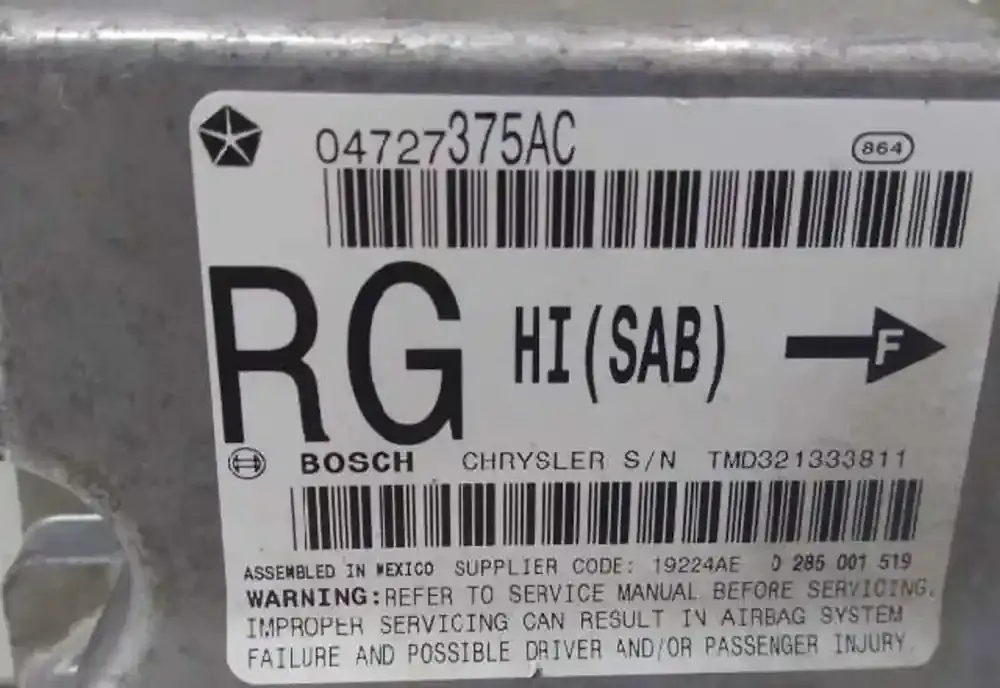 04727375AC 864
RG HI(SAB) F
BOSCH CHRYSLER S/N TMD321333811
ASSEMBLED IN MEXICO SUPPLIER CODE: 19224AE 0 285 001 519
WARNING:REFER TO SERVICE MANUAL BEFORE SERVICING.
IMPROPER SERVICING CAN RESULT IN AIRBAG SYSTEM
FAILURE AND POSSIBLE DRIVER AND/OR PASSENGER INJURY.